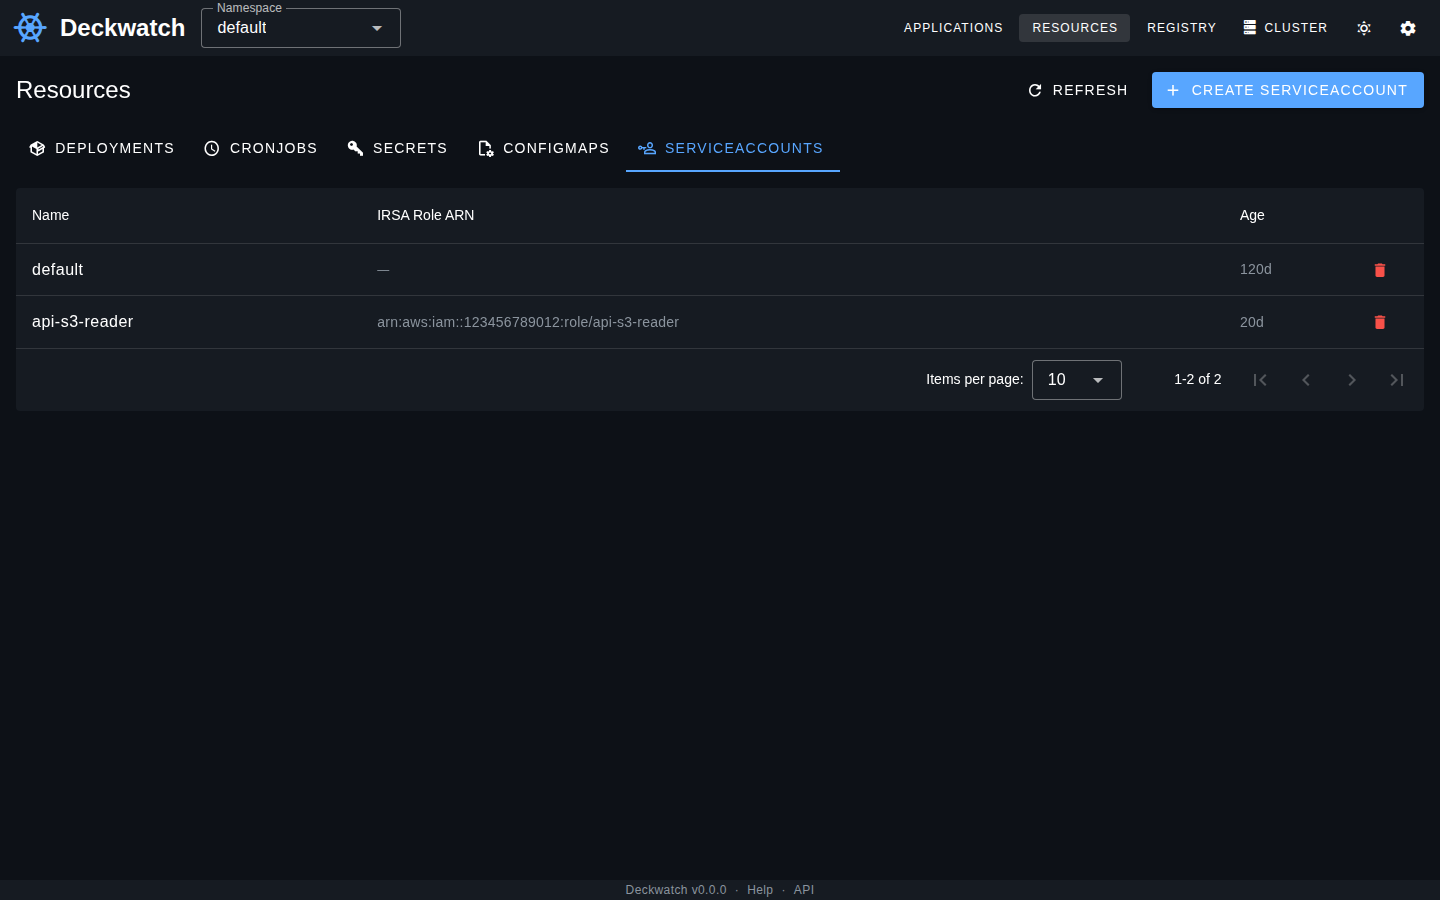 Deckwatch
Namespace
default
APPLICATIONS
RESOURCES
REGISTRY
CLUSTER
Resources
REFRESH
CREATE SERVICEACCOUNT
DEPLOYMENTS
CRONJOBS
SECRETS
CONFIGMAPS
SERVICEACCOUNTS
Name
IRSA Role ARN
Age
default
—
120d
api-s3-reader
arn:aws:iam::123456789012:role/api-s3-reader
20d
Items per page:
10
1-2 of 2
Deckwatch v0.0.0 · Help · API